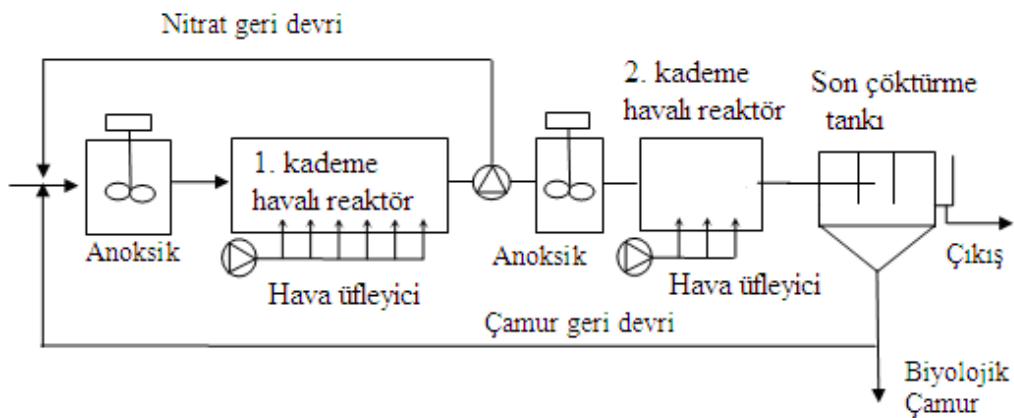 Nitrat geri devri
1. kademe
havalı reaktör
2. kademe
havalı reaktör
Son çöktürme
tankı
Anoksik
Hava üfleyici
Anoksik
Hava üfleyici
Çıkış
Çamur geri devri
Biyolojik
Çamur